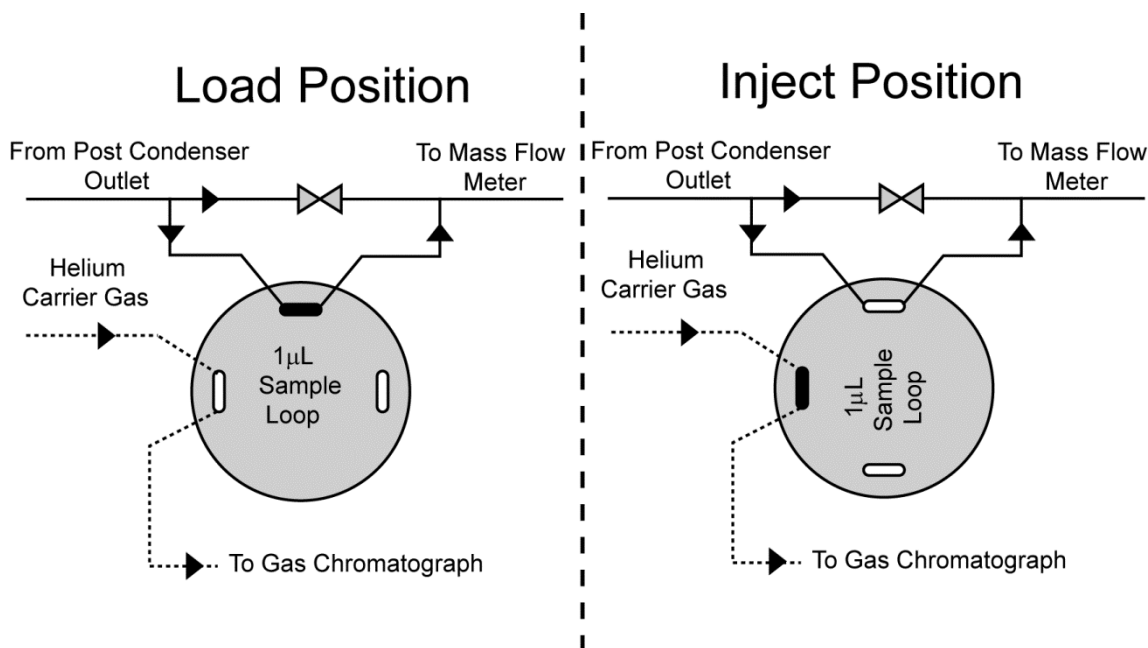 Load Position
From Post Condenser
Outlet
To Mass Flow
Meter
Helium
Carrier Gas
1μL
Sample
Loop
To Gas Chromatograph
Inject Position
From Post Condenser
Outlet
To Mass Flow
Meter
Helium
Carrier Gas
1μL
Sample
Loop
To Gas Chromatograph